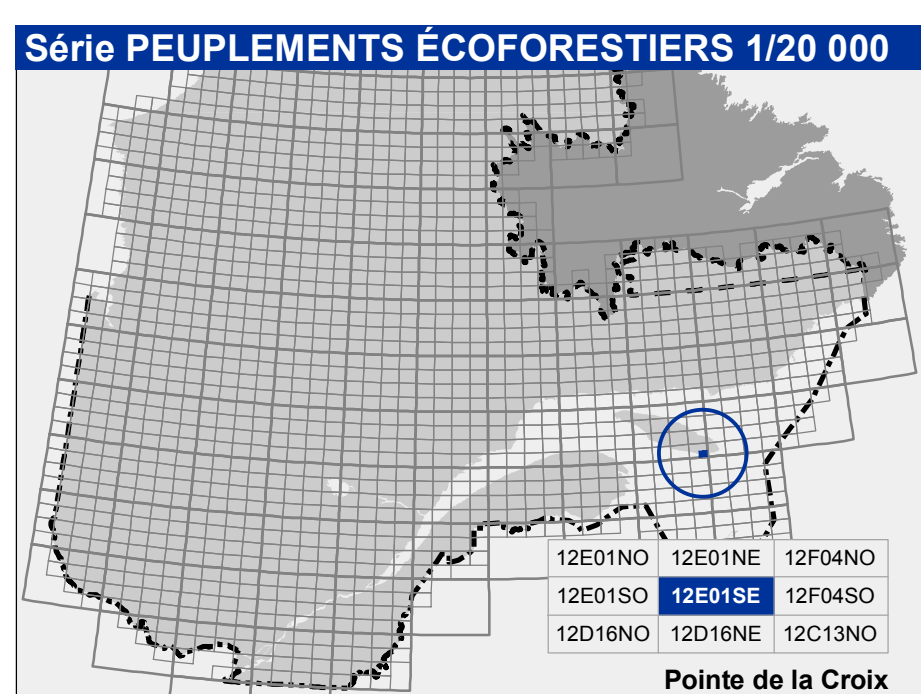 Série PEUPLEMENTS ÉCOFORESTIERS 1/20 000
12E01NO 12E01NE 12F04NO
12E01SO 12E01SE 12F04SO
12D16NO 12D16NE 12C13NO
Pointe de la Croix